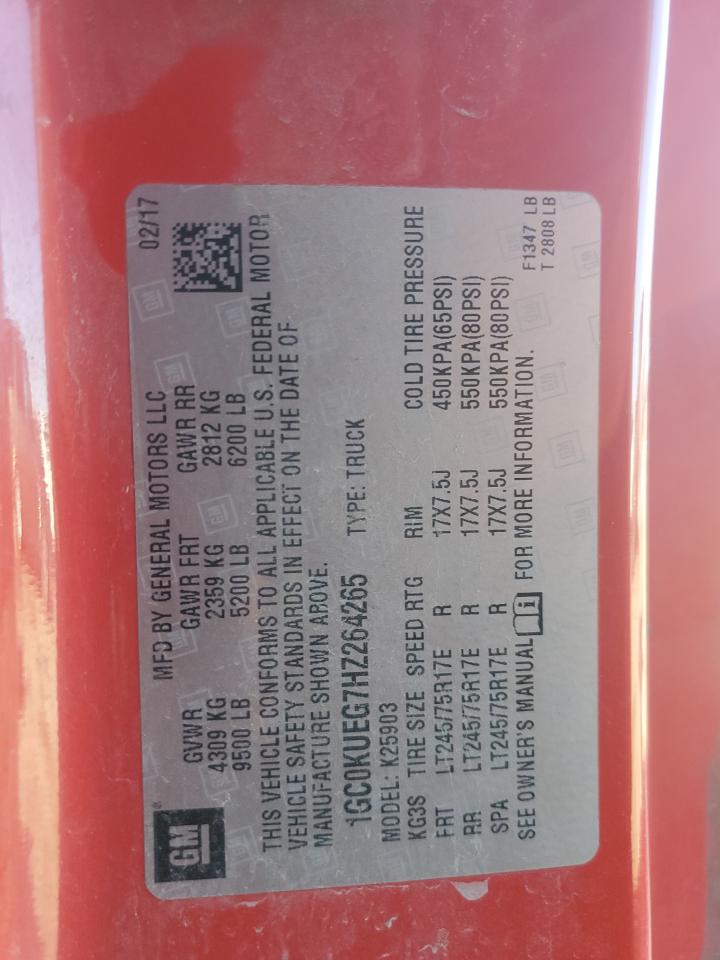 GM
MFD BY GENERAL MOTORS LLC 02/17
GVWR GAWR FRT GAWR RR
4309 KG 2359 KG 2812 KG
9500 LB 5200 LB 6200 LB
THIS VEHICLE CONFORMS TO ALL APPLICABLE U.S. FEDERAL MOTOR
VEHICLE SAFETY STANDARDS IN EFFECT ON THE DATE OF
MANUFACTURE SHOWN ABOVE.
1GC0KUEG7HZ264265 TYPE: TRUCK
MODEL: K25903
KG3S TIRE SIZE SPEED RTG RIM COLD TIRE PRESSURE
FRT LT245/75R17E R 17X7.5J 450KPA(65PSI)
RR LT245/75R17E R 17X7.5J 550KPA(80PSI)
SPA LT245/75R17E R 17X7.5J 550KPA(80PSI)
SEE OWNER'S MANUAL FOR MORE INFORMATION.
F1347 LB
T 2808 LB